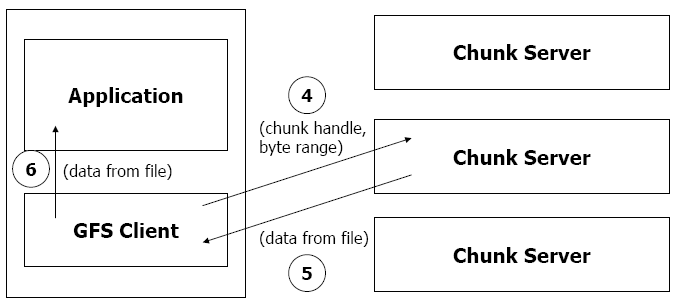 Application
6
(data from file)
GFS Client
4
(chunk handle,
byte range)
(data from file)
5
Chunk Server
Chunk Server
Chunk Server